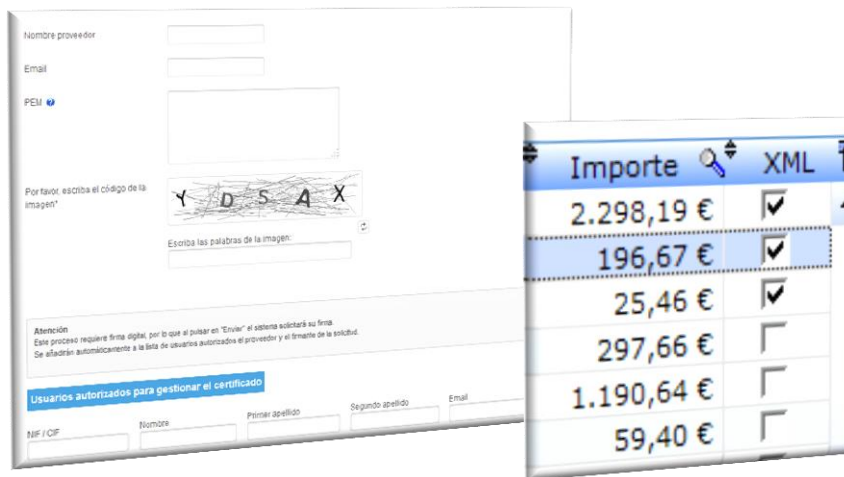 Nombre proveedor
Email
PEM
Por favor, escriba el código de la
imagen*
Y D S A X
Escriba las palabras de la imagen:
Atención
Este proceso requiere firma digital, por lo que al pulsar en "Enviar" el sistema solicitará su firma.
Se añadirán automáticamente a la lista de usuarios autorizados el proveedor y el firmante de la solicitud.
Usuarios autorizados para gestionar el certificado
NIF / CIF Nombre Primer apellido Segundo apellido Email
Importe XML
2.298,19 €
196,67 €
25,46 €
297,66 €
1.190,64 €
59,40 €